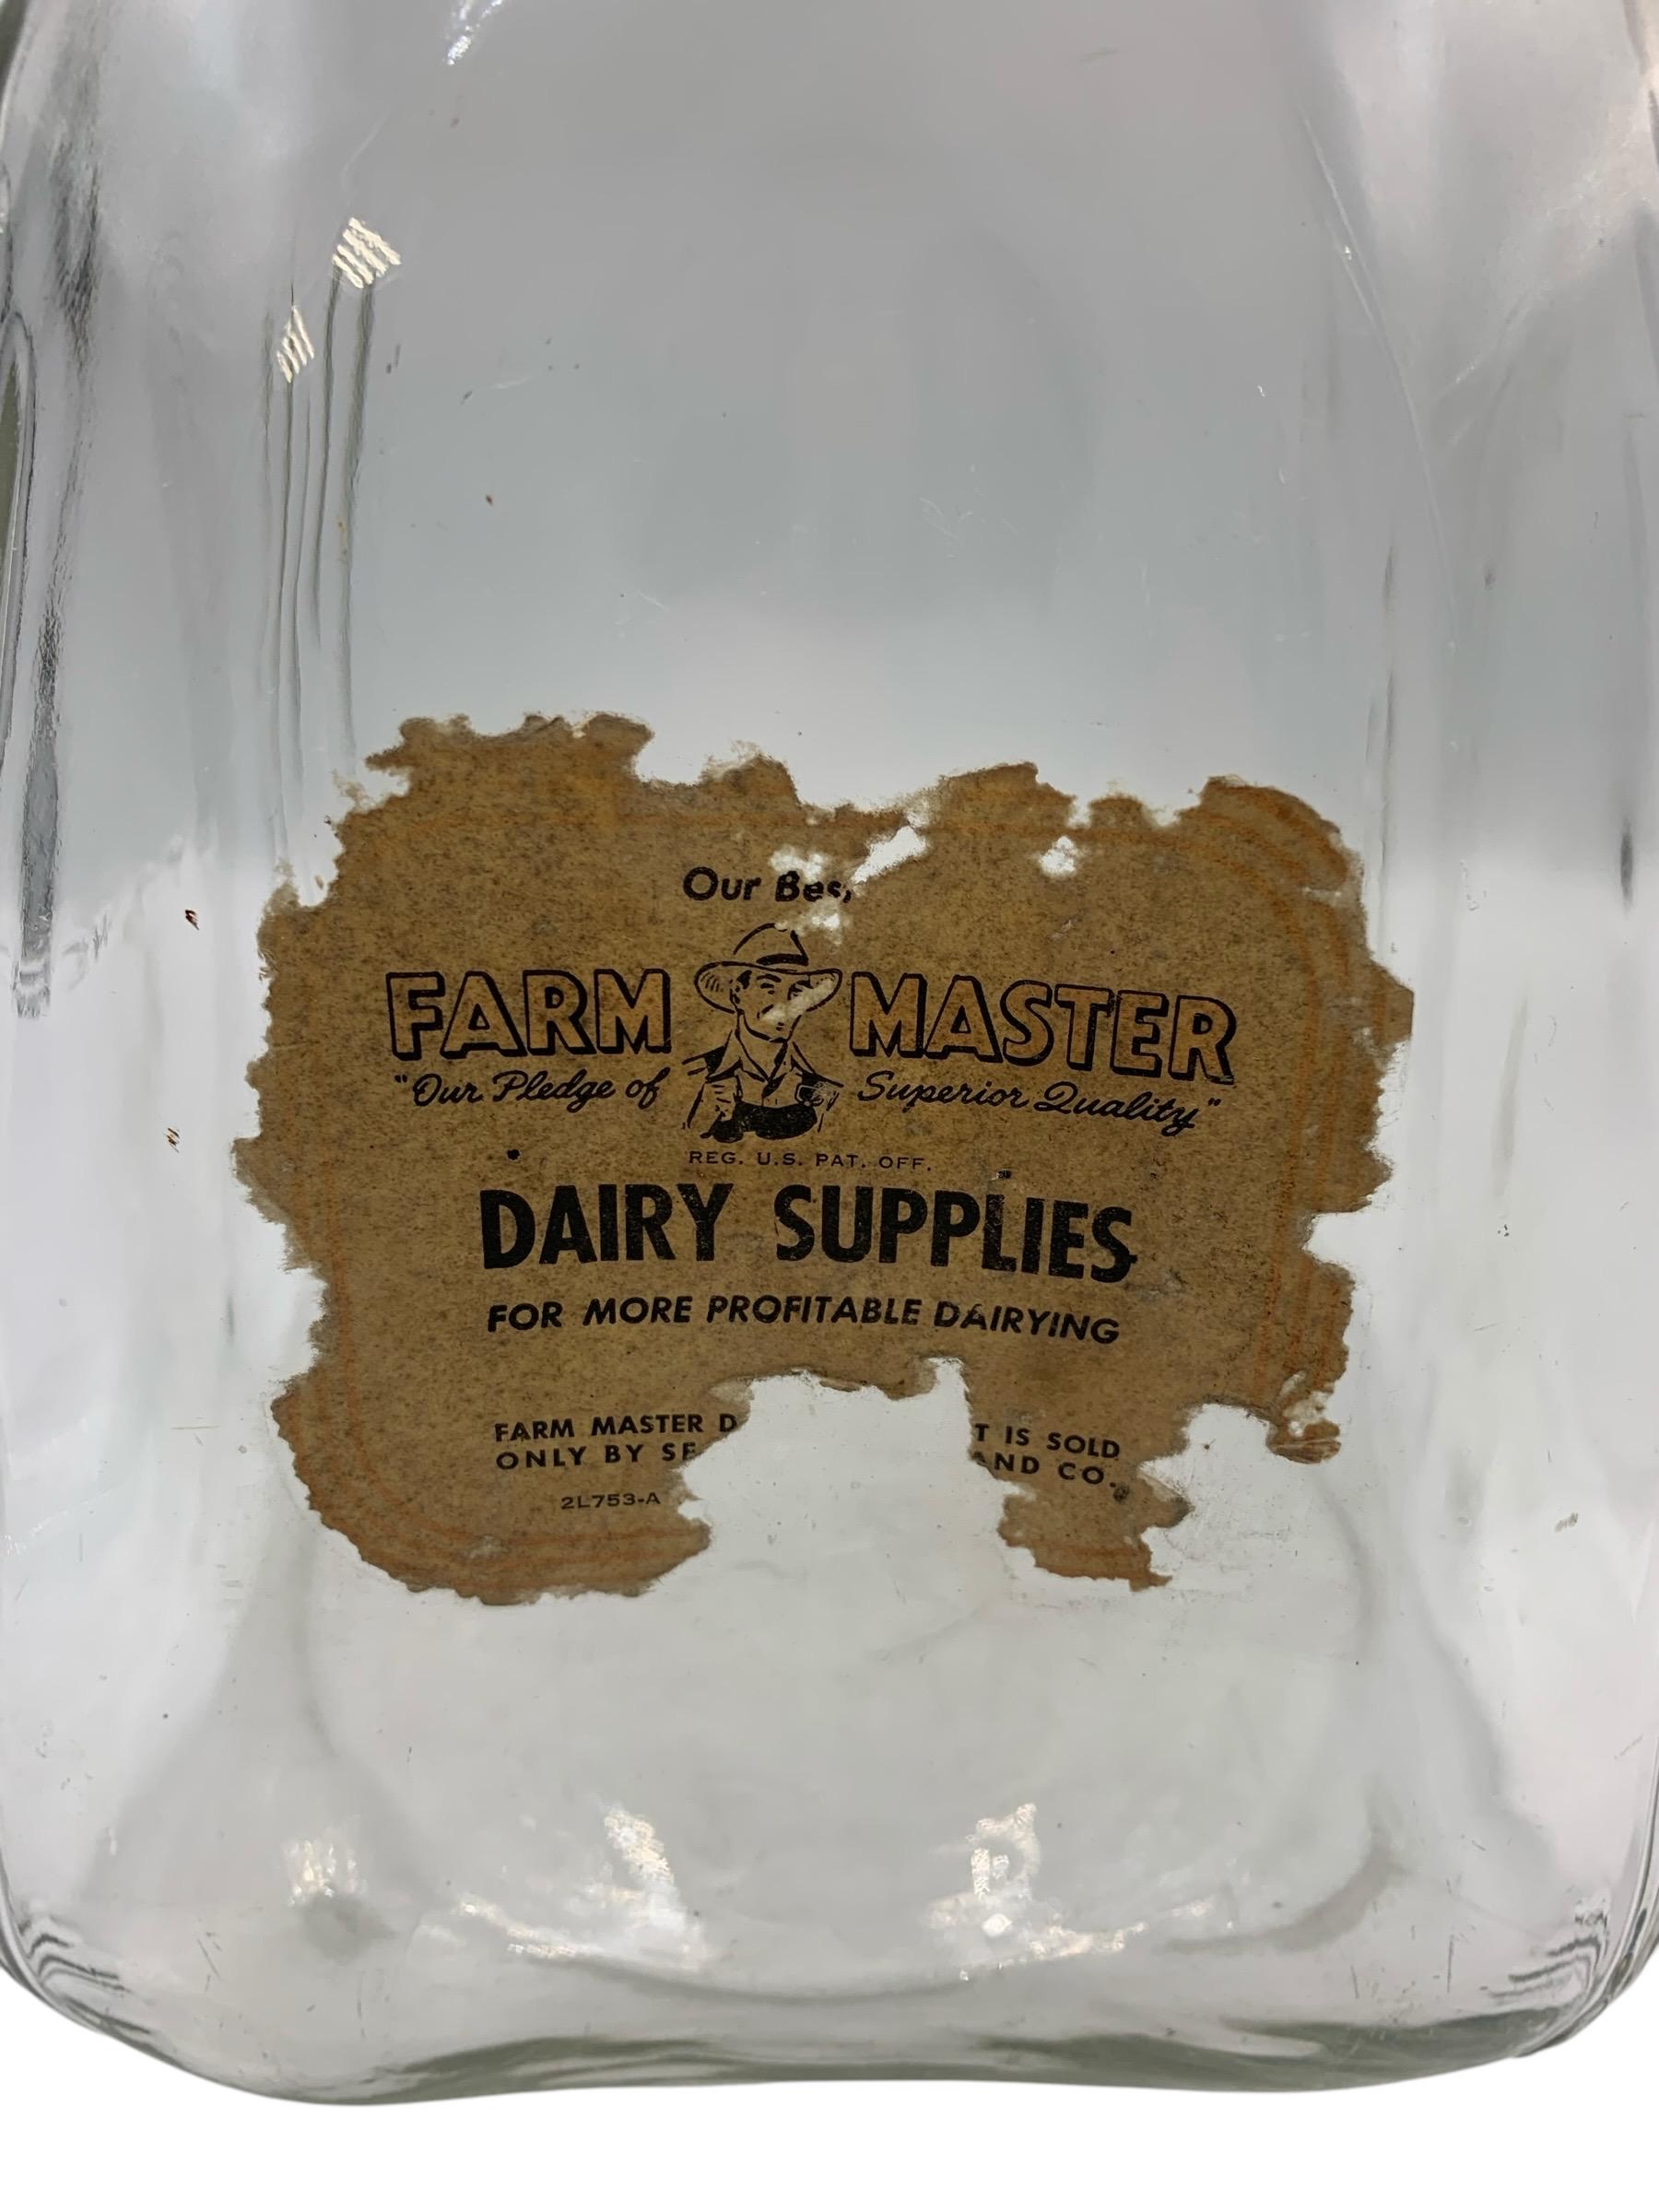 Our Bes
FARM MASTER
"Our Pledge of Superior Quality"
REG. U.S. PAT. OFF.
DAIRY SUPPLIES
FOR MORE PROFITABLE DAIRYING
FARM MASTER D T IS SOLD
ONLY BY SE AND CO.
2L753-A